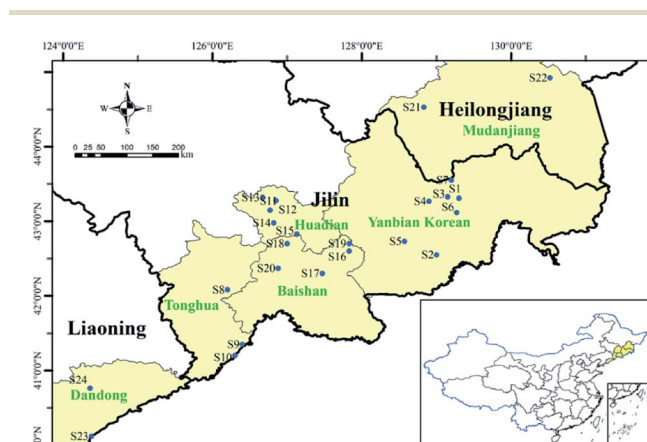 124°0'0"E 126°0'0"E 128°0'0"E 130°0'0"E
N
W E
S
0 25 50 100 150 200
km
S22
S21
Heilongjiang
Mudanjiang
44°0'0"N
S7
S13 S11 S3 S1
Jilin
S12 S4 S6
43°0'0"N
S14 Huadian Yanbian Korean
S15
S18 S19 S5
S16 S2
S20 S17
42°0'0"N
S8 Baishan
Tonghua
Liaoning
S9
S10
41°0'0"N
S24
Dandong
S23